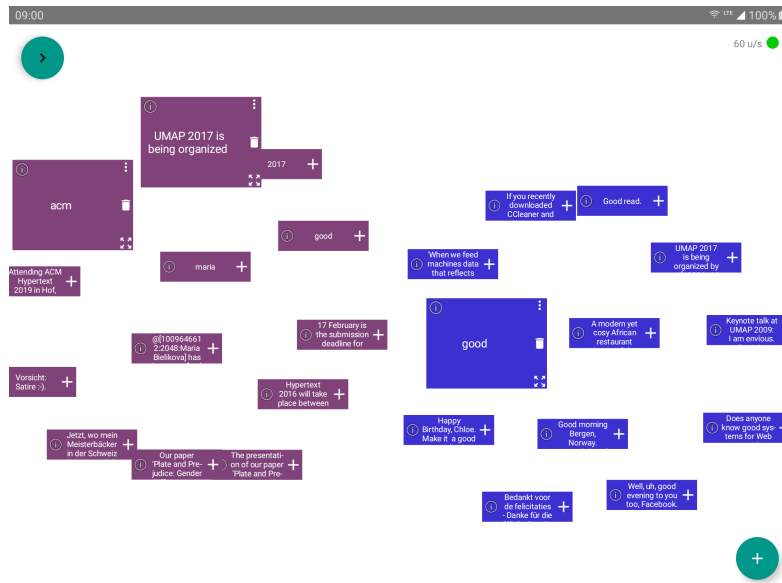 09:00
LTE
100%
60 u/s
UMAP 2017 is
being organized
2017
acm
If you recently
downloaded
CCleaner and
Good read.
good
'When we feed
machines data
that reflects
UMAP 2017
is being
organized by
maria
Attending ACM
Hypertext
2019 in Hof,
good
17 February is
the submission
deadline for
@[100964661
2:2048:Maria
Bielikova] has
A modern yet
cosy African
restaurant
Keynote talk at
UMAP 2009:
I am envious.
Vorsicht:
Satire :-).
Hypertext
2016 will take
place between
Jetzt, wo mein
Meisterbäcker
in der Schweiz
Happy
Birthday, Chloe.
Make it a good
Good morning
Bergen,
Norway.
Does anyone
know good sys-
tems for Web
Our paper
'Plate and Pre-
judice: Gender
The presentati-
on of our paper
'Plate and Pre-
Well, uh, good
evening to you
too, Facebook.
Bedankt voor
de felicitaties
- Danke für die